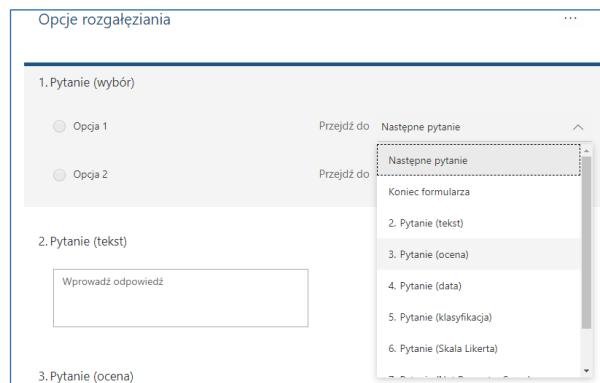 Opcje rozgałęziania
...
1. Pytanie (wybór)
Opcja 1 Przejdź do Następne pytanie
Następne pytanie
Opcja 2 Przejdź do
Koniec formularza
2. Pytanie (tekst)
3. Pytanie (ocena)
4. Pytanie (data)
5. Pytanie (klasyfikacja)
6. Pytanie (Skala Likerta)
2. Pytanie (tekst)
Wprowadź odpowiedź
3. Pytanie (ocena)